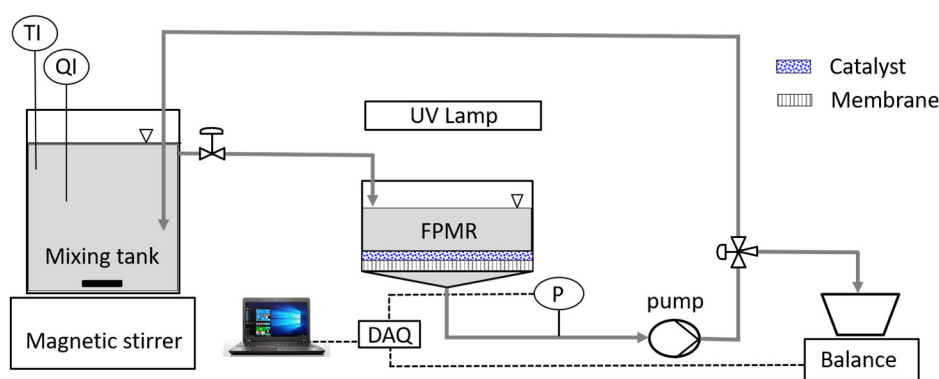 TI
QI
Catalyst
Membrane
UV Lamp
FPMR
Mixing tank
P
pump
Magnetic stirrer
DAQ
Balance